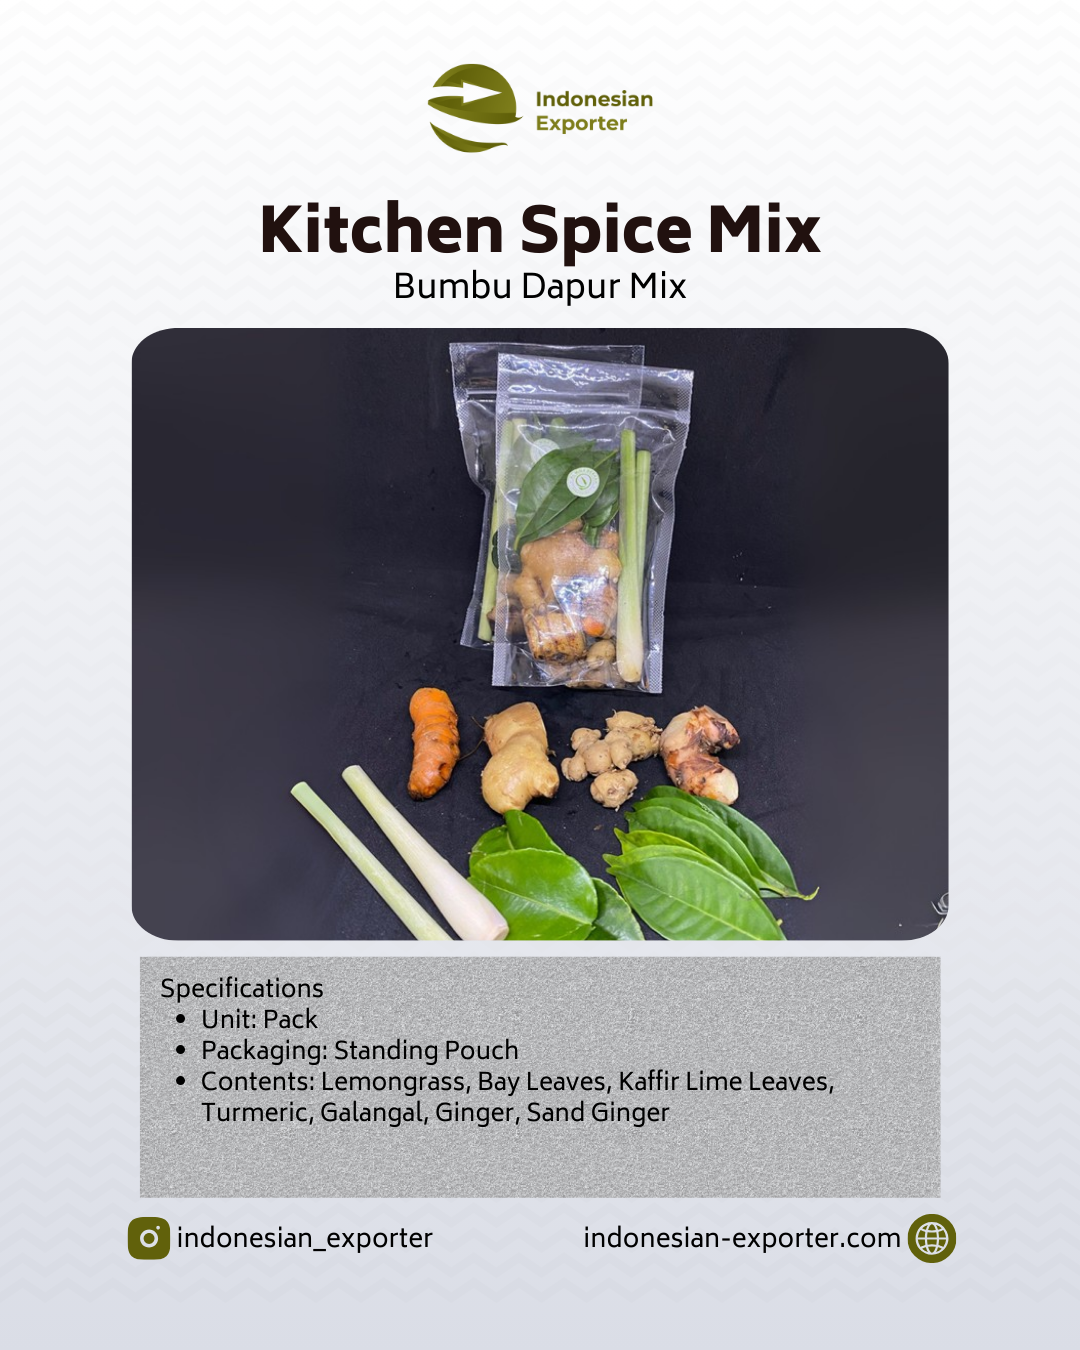 Indonesian
Exporter
Kitchen Spice Mix
Bumbu Dapur Mix
Specifications
• Unit: Pack
• Packaging: Standing Pouch
• Contents: Lemongrass, Bay Leaves, Kaffir Lime Leaves,
Turmeric, Galangal, Ginger, Sand Ginger
indonesian_exporter
indonesian-exporter.com